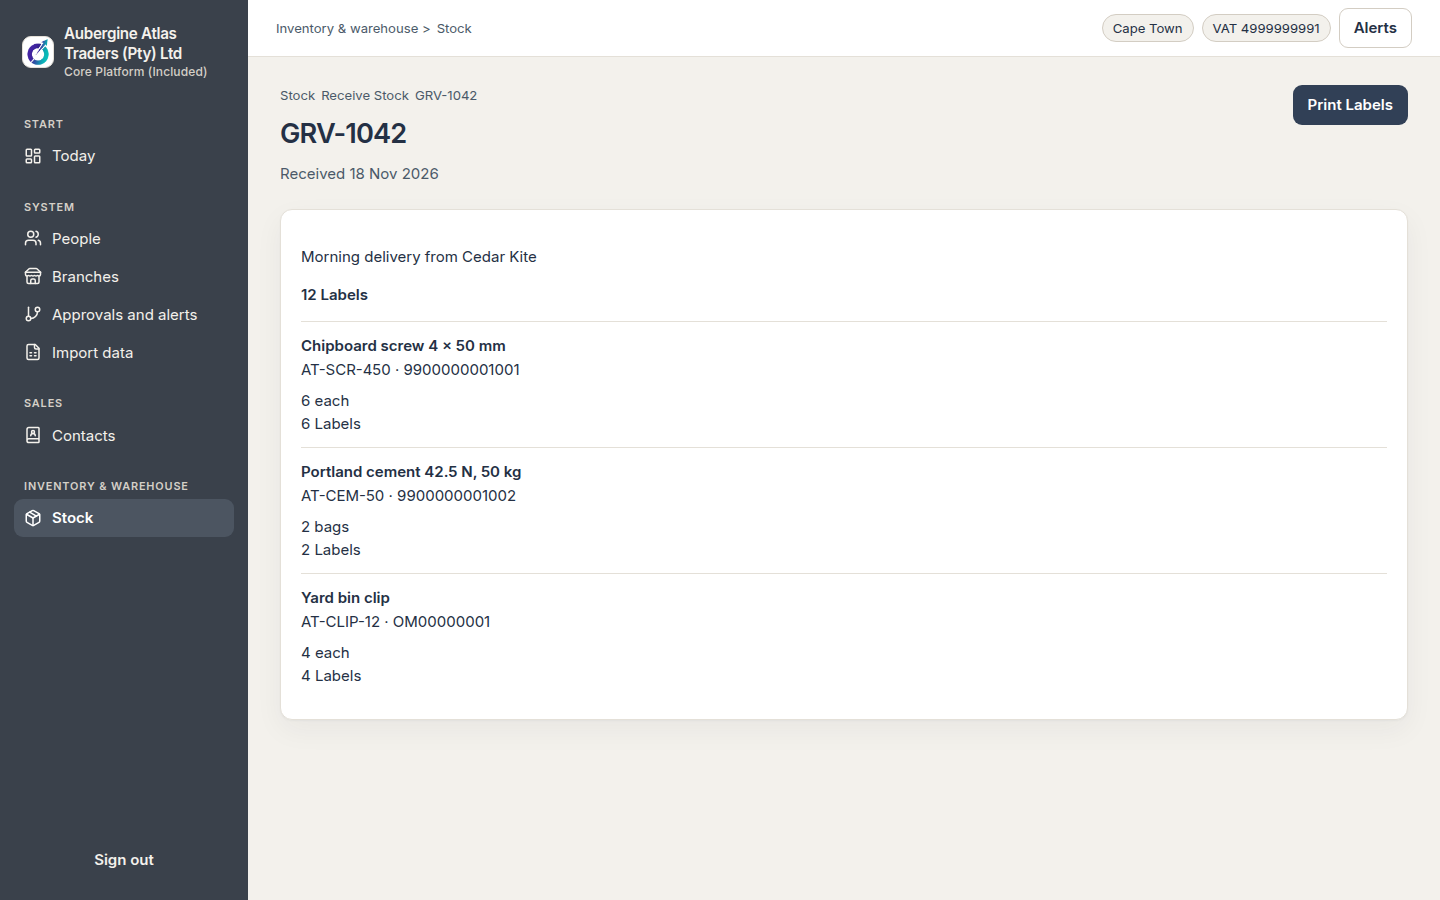 Aubergine Atlas
Traders (Pty) Ltd
Core Platform (Included)
START
Today
SYSTEM
People
Branches
Approvals and alerts
Import data
SALES
Contacts
INVENTORY & WAREHOUSE
Stock
Sign out
Inventory & warehouse > Stock
Cape Town
VAT 4999999991
Alerts
Stock Receive Stock GRV-1042
GRV-1042
Received 18 Nov 2026
Print Labels
Morning delivery from Cedar Kite
12 Labels
Chipboard screw 4 × 50 mm
AT-SCR-450 · 9900000001001
6 each
6 Labels
Portland cement 42.5 N, 50 kg
AT-CEM-50 · 9900000001002
2 bags
2 Labels
Yard bin clip
AT-CLIP-12 · OM00000001
4 each
4 Labels